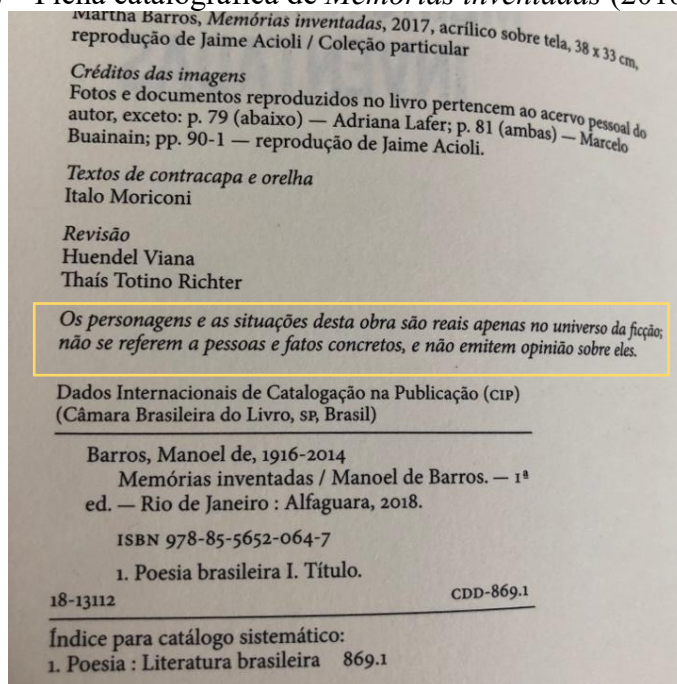 Ficha catalográfica de Memórias inventadas (201
Martha Barros, Memórias inventadas, 2017, acrílico sobre tela, 38 x 33 cm,
reprodução de Jaime Acioli / Coleção particular
Créditos das imagens
Fotos e documentos reproduzidos no livro pertencem ao acervo pessoal do
autor, exceto: p. 79 (abaixo) — Adriana Lafer; p. 81 (ambas) — Marcelo
Buainain; pp. 90-1 — reprodução de Jaime Acioli.
Textos de contracapa e orelha
Italo Moriconi
Revisão
Huendel Viana
Thaís Totino Richter
Os personagens e as situações desta obra são reais apenas no universo da ficção;
não se referem a pessoas e fatos concretos, e não emitem opinião sobre eles.
Dados Internacionais de Catalogação na Publicação (CIP)
(Câmara Brasileira do Livro, SP, Brasil)
Barros, Manoel de, 1916-2014
Memórias inventadas / Manoel de Barros. — 1ª
ed. — Rio de Janeiro : Alfaguara, 2018.
ISBN 978-85-5652-064-7
1. Poesia brasileira I. Título.
18-13112 CDD-869.1
Índice para catálogo sistemático:
1. Poesia : Literatura brasileira 869.1